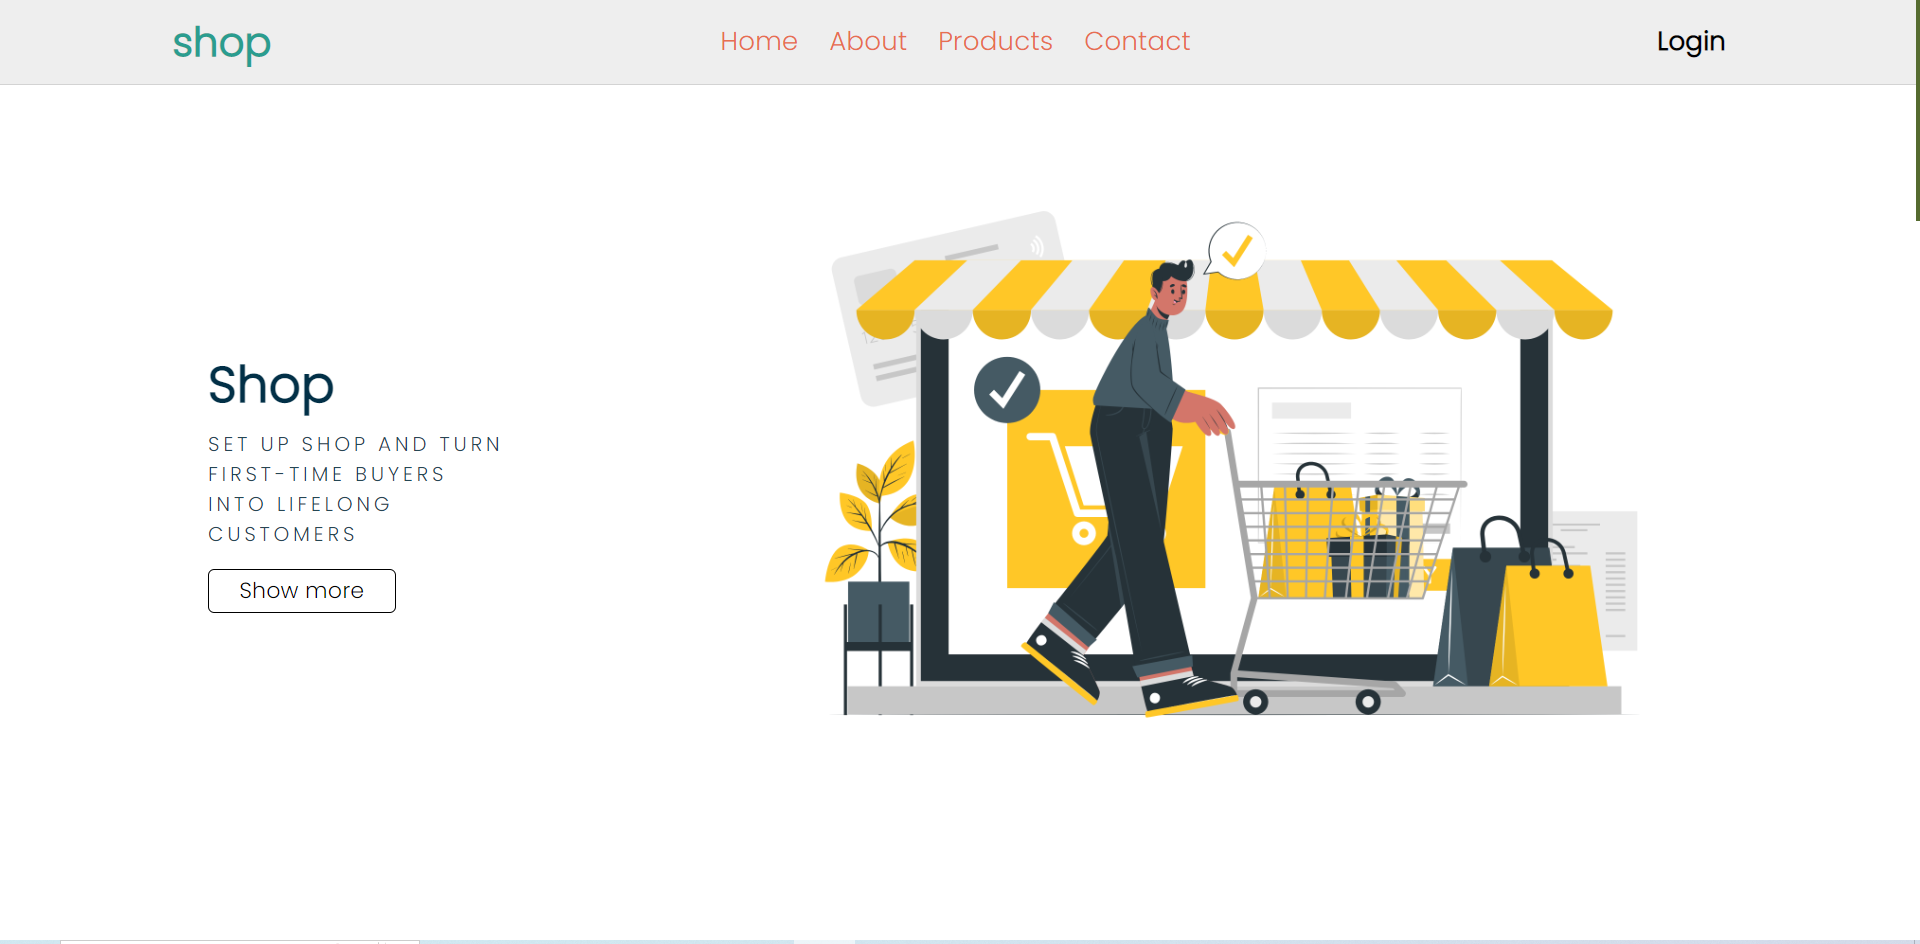 shop
Home About Products Contact
Login
Shop
SET UP SHOP AND TURN
FIRST-TIME BUYERS
INTO LIFELONG
CUSTOMERS
Show more